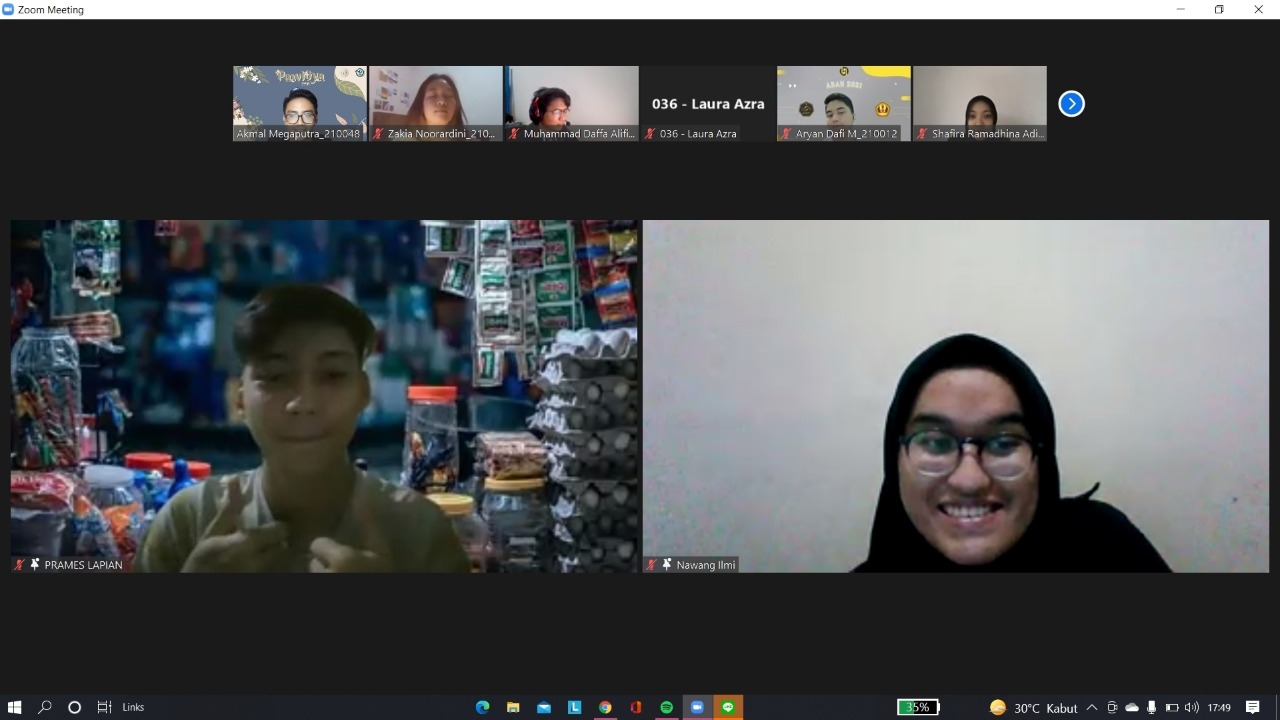 Zoom Meeting
Pravidya
Akmal Megaputra_210048
Zakia Noorardini_210...
Muhammad Daffa Alifi...
036 - Laura Azra
036 - Laura Azra
Aryan Dafi M_210012
Shafira Ramadhina Adi...
PRAMES LAPIAN
Nawang Ilmi
Links
35%
30°C Kabut
17:49